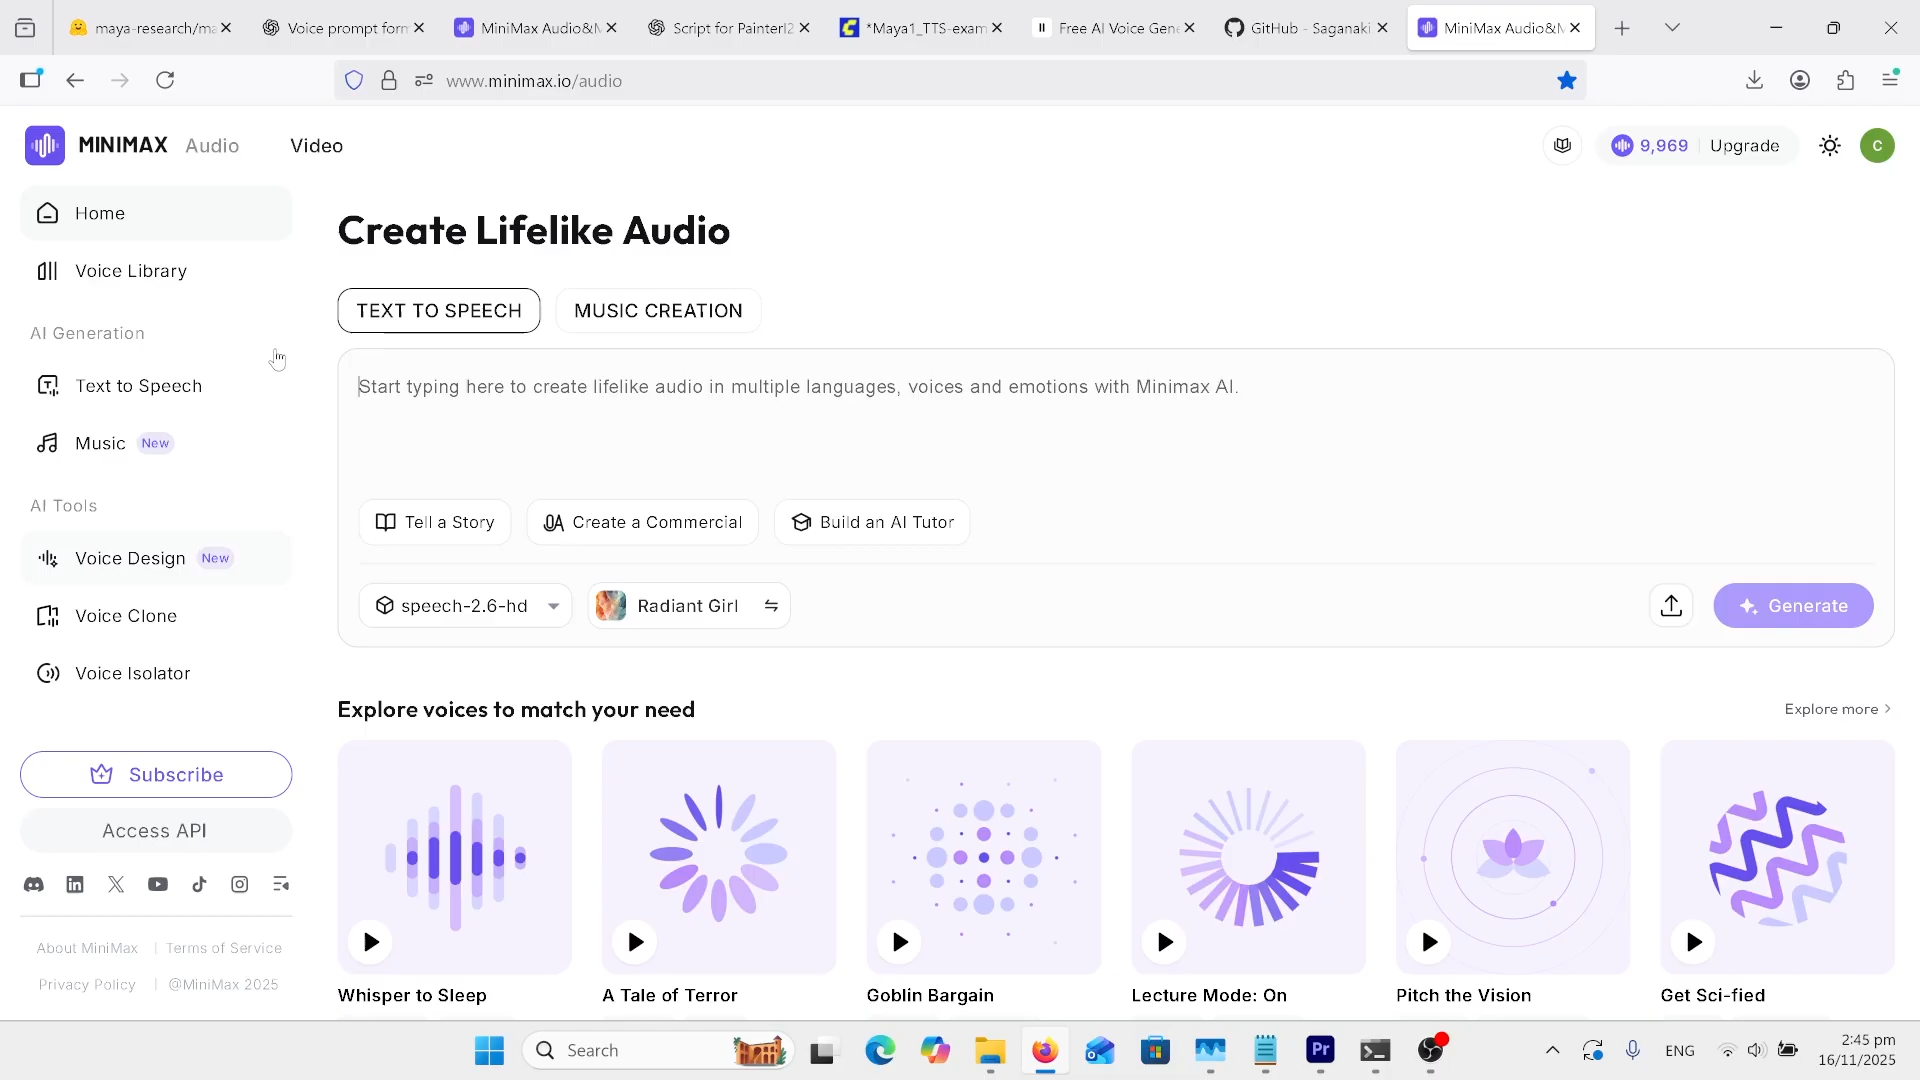 maya-research/ma
Voice prompt form
MiniMax Audio&M
Script for PainterI2
*Maya1_TTS-exam
Free AI Voice Gene
GitHub - Saganaki
MiniMax Audio&M
www.minimax.io/audio
MINIMAX Audio
Video
9,969
Upgrade
C
Home
Voice Library
AI Generation
Text to Speech
Music New
AI Tools
Voice Design New
Voice Clone
Voice Isolator
Subscribe
Access API
About MiniMax | Terms of Service
Privacy Policy | @MiniMax 2025
Create Lifelike Audio
TEXT TO SPEECH
MUSIC CREATION
Start typing here to create lifelike audio in multiple languages, voices and emotions with Minimax AI.
Tell a Story
Create a Commercial
Build an AI Tutor
speech-2.6-hd
Radiant Girl
Generate
Explore voices to match your need
Explore more
Whisper to Sleep
A Tale of Terror
Goblin Bargain
Lecture Mode: On
Pitch the Vision
Get Sci-fied
Search
Pr
ENG
2:45 pm
16/11/2025